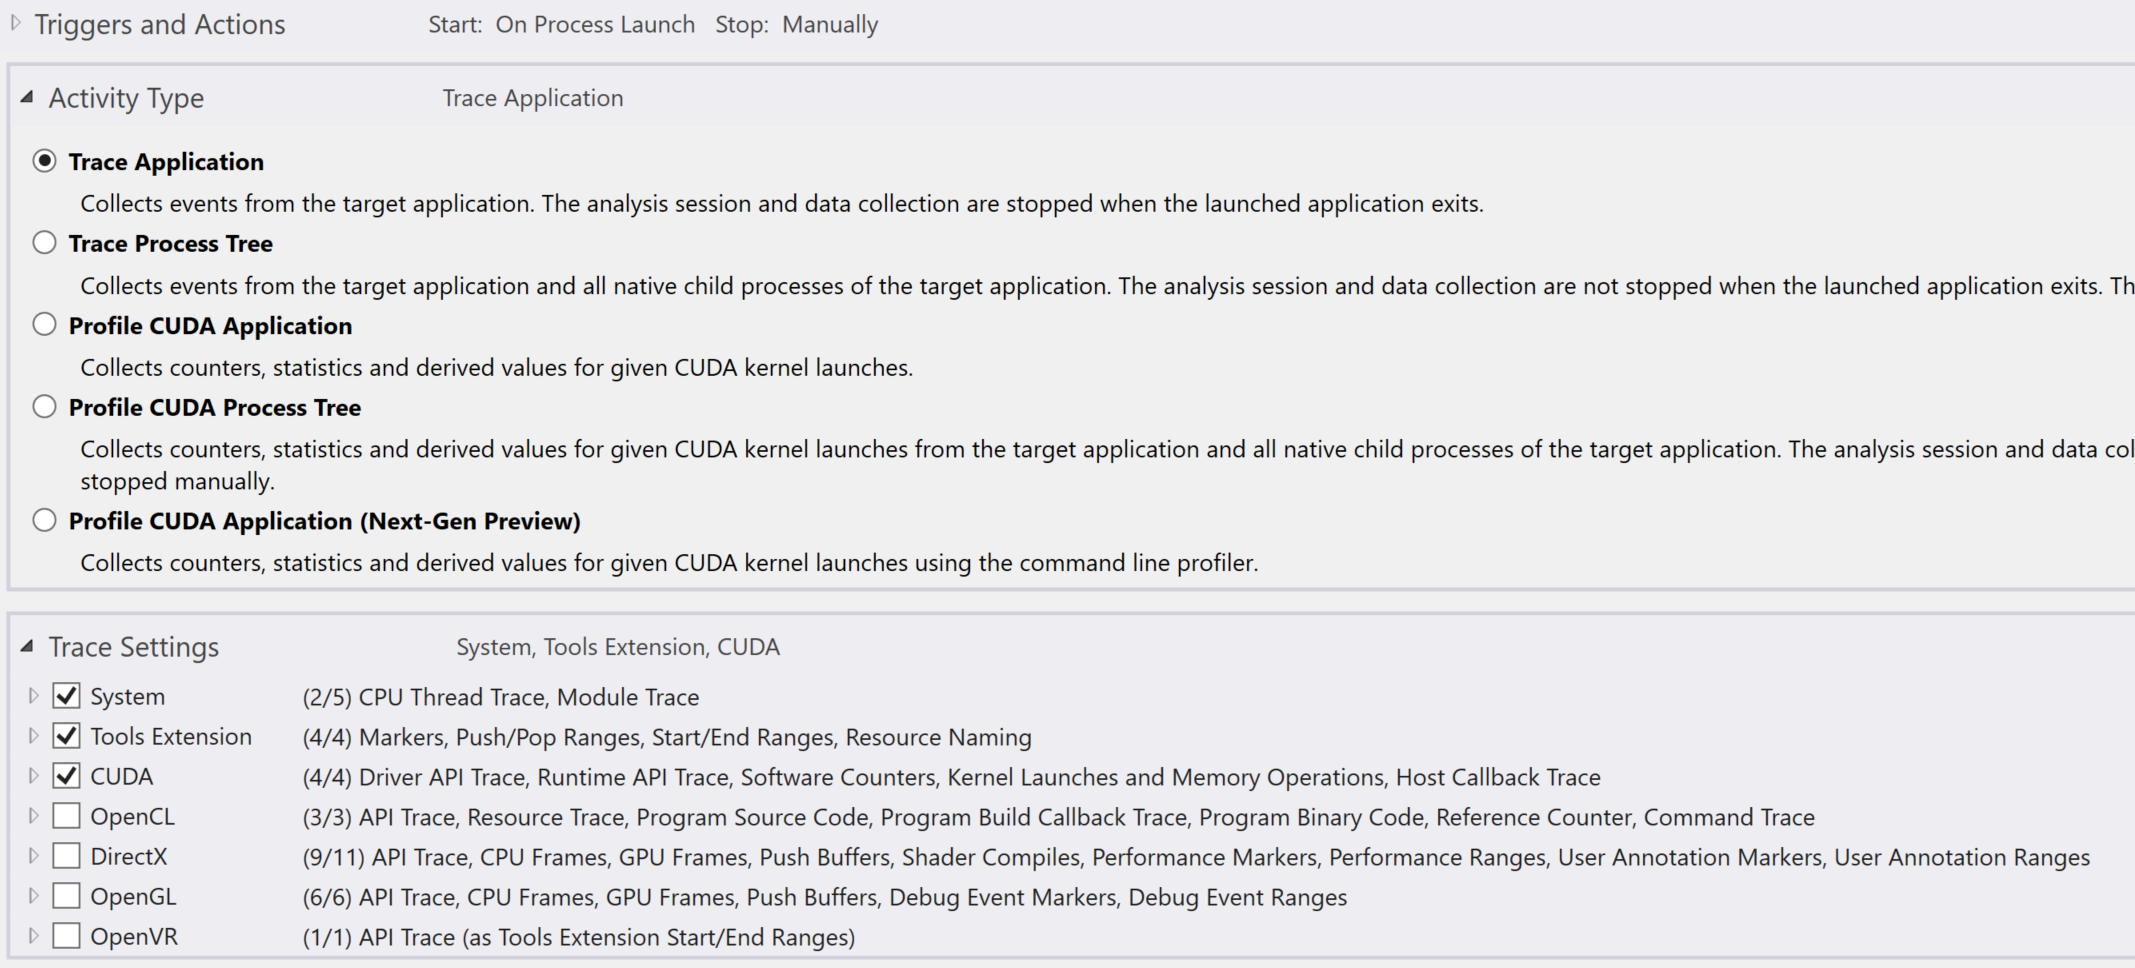 Triggers and Actions Start: On Process Launch Stop: Manually
Activity Type Trace Application
Trace Application
Collects events from the target application. The analysis session and data collection are stopped when the launched application exits.
Trace Process Tree
Collects events from the target application and all native child processes of the target application. The analysis session and data collection are not stopped when the launched application exits. Th
Profile CUDA Application
Collects counters, statistics and derived values for given CUDA kernel launches.
Profile CUDA Process Tree
Collects counters, statistics and derived values for given CUDA kernel launches from the target application and all native child processes of the target application. The analysis session and data col
stopped manually.
Profile CUDA Application (Next-Gen Preview)
Collects counters, statistics and derived values for given CUDA kernel launches using the command line profiler.
Trace Settings System, Tools Extension, CUDA
System (2/5) CPU Thread Trace, Module Trace
Tools Extension (4/4) Markers, Push/Pop Ranges, Start/End Ranges, Resource Naming
CUDA (4/4) Driver API Trace, Runtime API Trace, Software Counters, Kernel Launches and Memory Operations, Host Callback Trace
OpenCL (3/3) API Trace, Resource Trace, Program Source Code, Program Build Callback Trace, Program Binary Code, Reference Counter, Command Trace
DirectX (9/11) API Trace, CPU Frames, GPU Frames, Push Buffers, Shader Compiles, Performance Markers, Performance Ranges, User Annotation Markers, User Annotation Ranges
OpenGL (6/6) API Trace, CPU Frames, GPU Frames, Push Buffers, Debug Event Markers, Debug Event Ranges
OpenVR (1/1) API Trace (as Tools Extension Start/End Ranges)